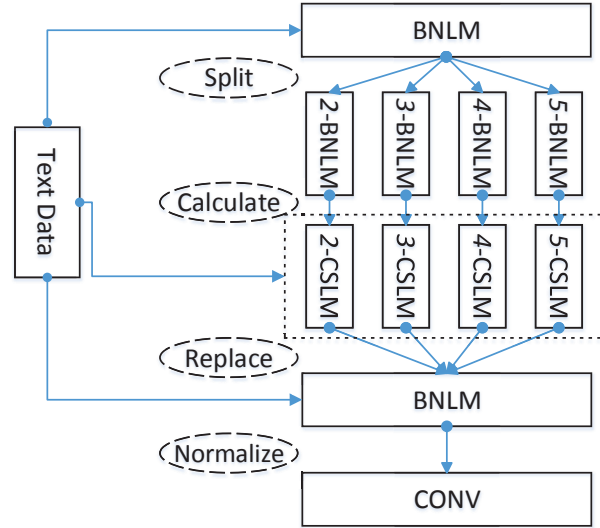 BNLM
Split
2-BNLM
3-BNLM
4-BNLM
5-BNLM
Text Data
Calculate
2-CSLM
3-CSLM
4-CSLM
5-CSLM
Replace
BNLM
Normalize
CONV